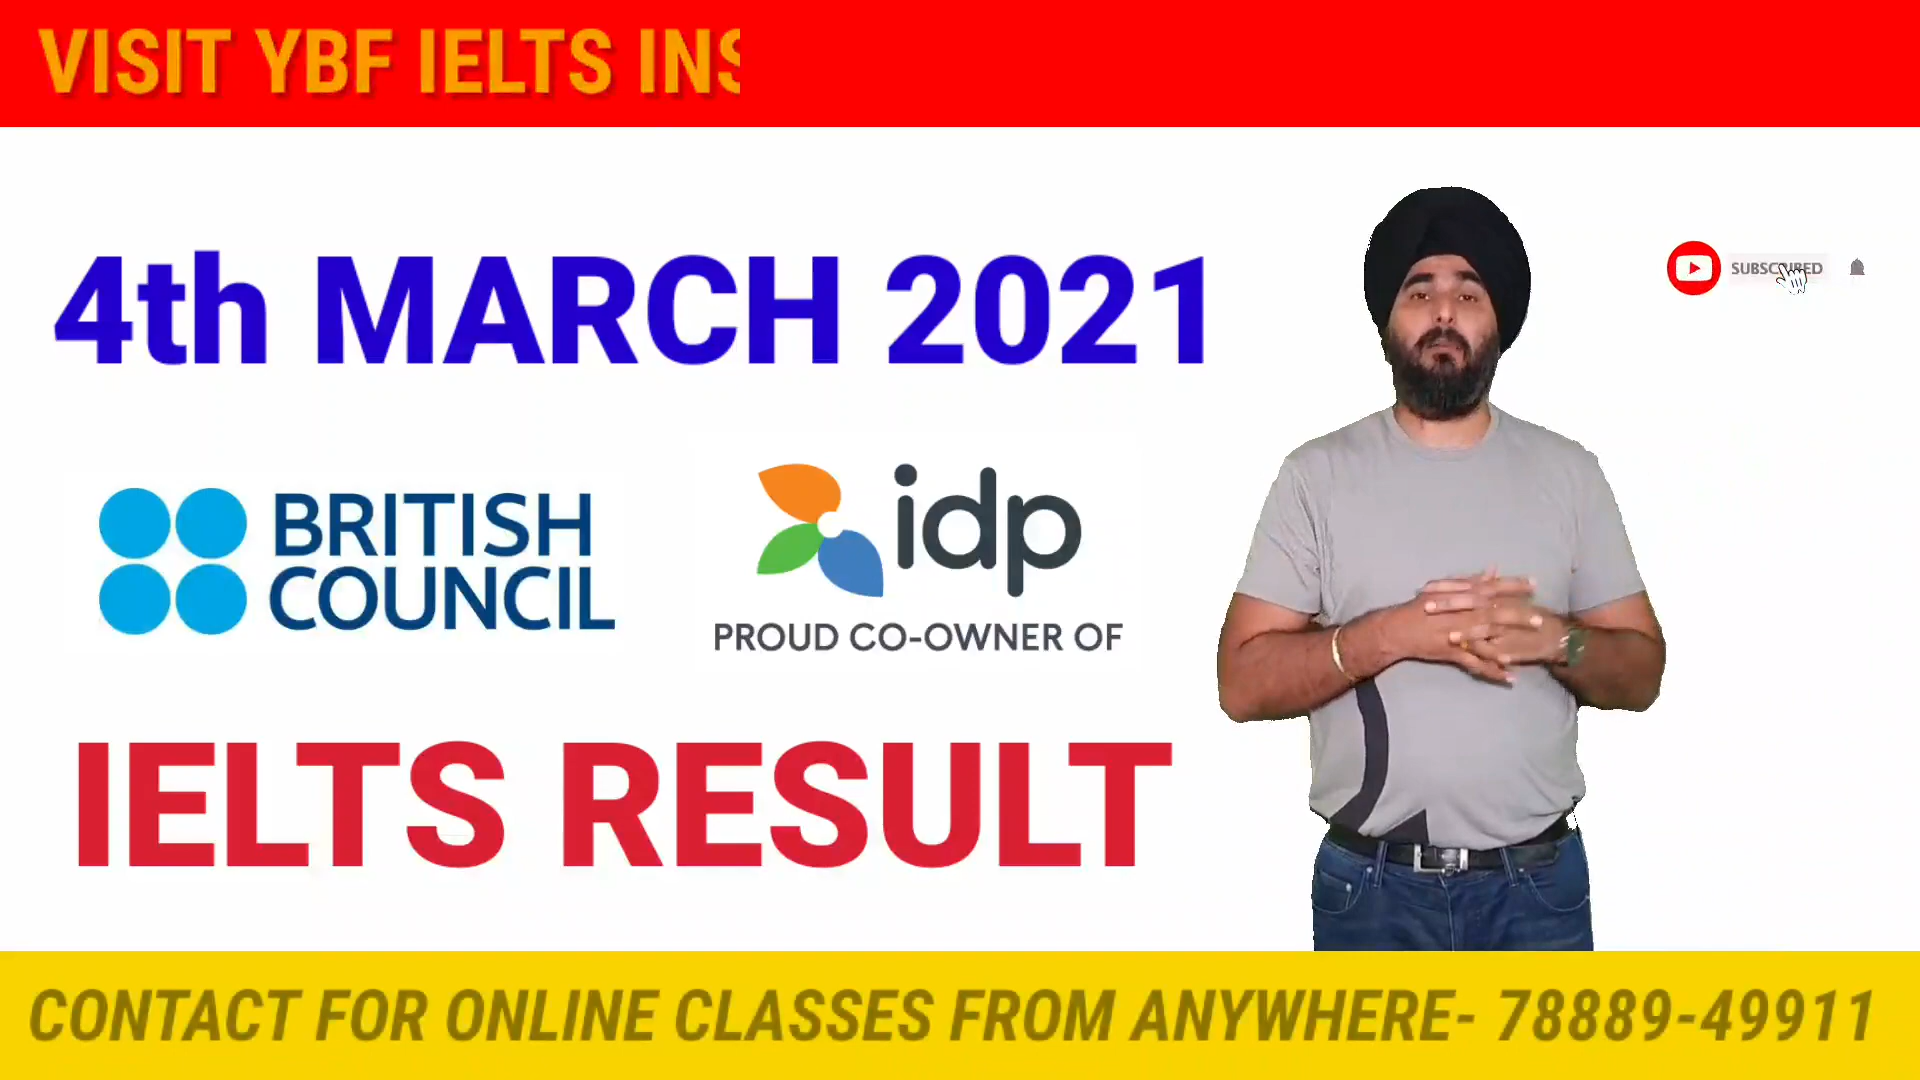 VISIT YBF IELTS
4th MARCH 2021
SUBSCRIBED
BRITISH
COUNCIL
idp
PROUD CO-OWNER OF
IELTS RESULT
CONTACT FOR ONLINE CLASSES FROM ANYWHERE- 78889-49911